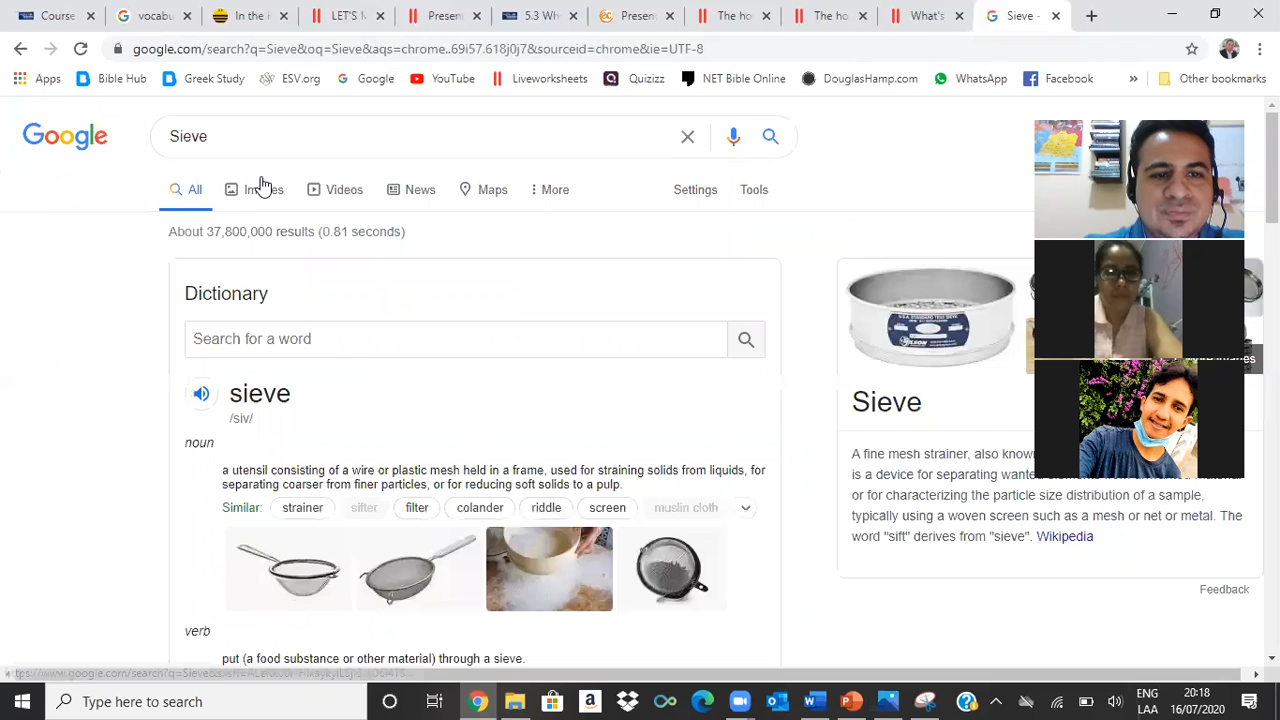 Course
vocabu
In the i
LET'S f
Presen
5.3 Wh
Presen
The ho
The ho
What's
Sieve -
google.com/search?q=Sieve&oq=Sieve&aqs=chrome..69i57.618j0j7&sourceid=chrome&ie=UTF-8
Apps Bible Hub Greek Study ESV.org Google YouTube Liveworksheets Quizizz NET Bible Online DouglasHamp.com WhatsApp Facebook » Other bookmarks
Google Sieve
All Images Videos News Maps More Settings Tools
About 37,800,000 results (0.81 seconds)
Dictionary
Search for a word
sieve
/siv/
noun
a utensil consisting of a wire or plastic mesh held in a frame, used for straining solids from liquids, for
separating coarser from finer particles, or for reducing soft solids to a pulp.
Similar: strainer sifter filter colander riddle screen muslin cloth
verb
put (a food substance or other material) through a sieve.
Sieve
A fine mesh strainer, also know
is a device for separating wante
or for characterizing the particle size distribution of a sample,
typically using a woven screen such as a mesh or net or metal. The
word "sift" derives from "sieve". Wikipedia
Feedback
Type here to search
ENG
LAA
20:18
16/07/2020